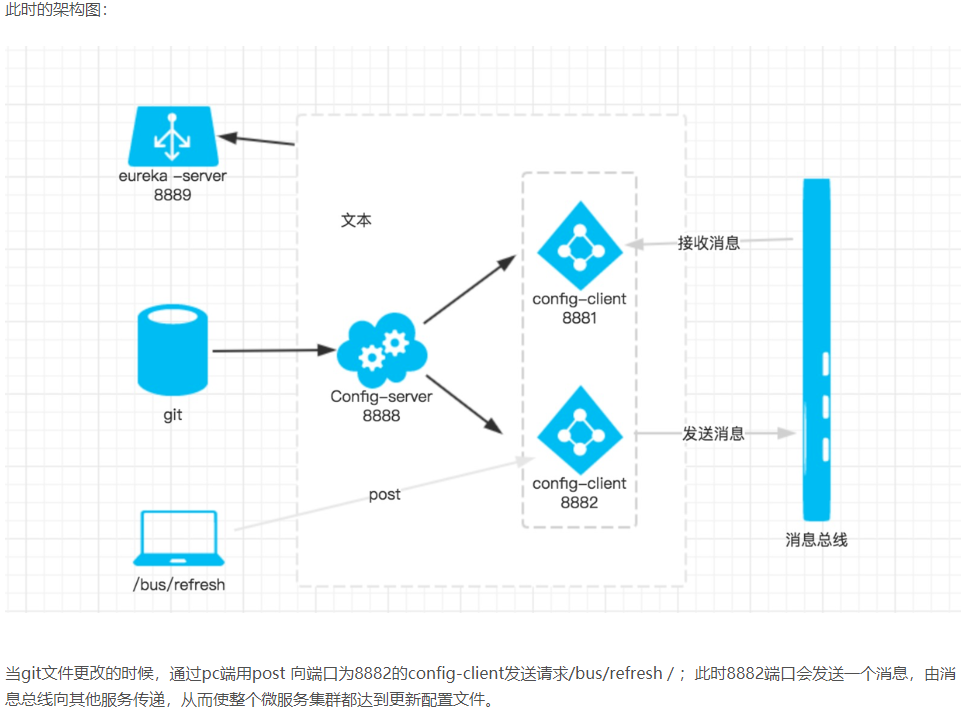 此时的架构图：
eureka -server
8889
文本
接收消息
config-client
8881
Config-server
8888
git
发送消息
config-client
8882
post
消息总线
/bus/refresh
当git文件更改的时候，通过pc端用post 向端口为8882的config-client发送请求/bus/refresh /；此时8882端口会发送一个消息，由消
息总线向其他服务传递，从而使整个微服务集群都达到更新配置文件。